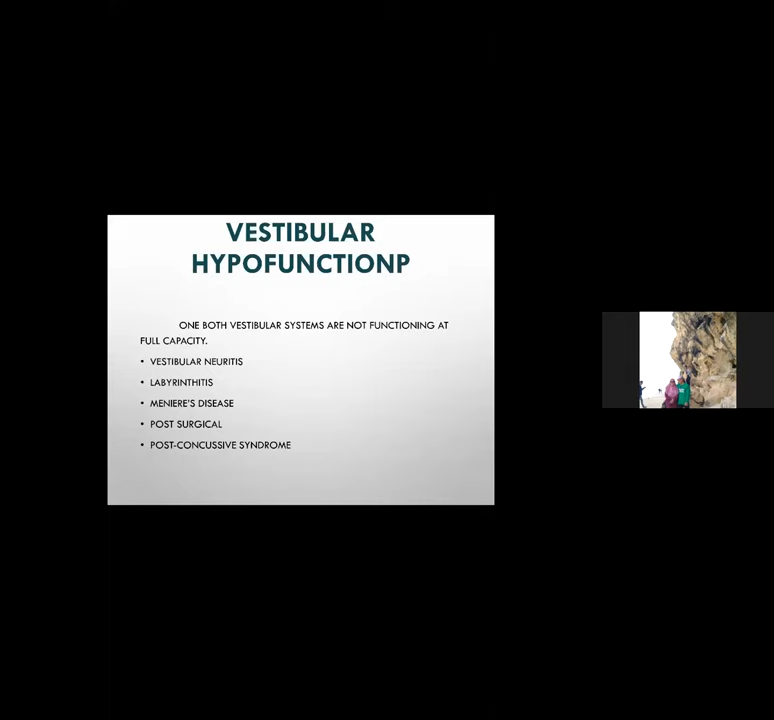 VESTIBULAR
HYPOFUNCTIONP
ONE BOTH VESTIBULAR SYSTEMS ARE NOT FUNCTIONING AT
FULL CAPACITY.
• VESTIBULAR NEURITIS
• LABYRINTHITIS
• MENIERE'S DISEASE
• POST SURGICAL
• POST-CONCUSSIVE SYNDROME